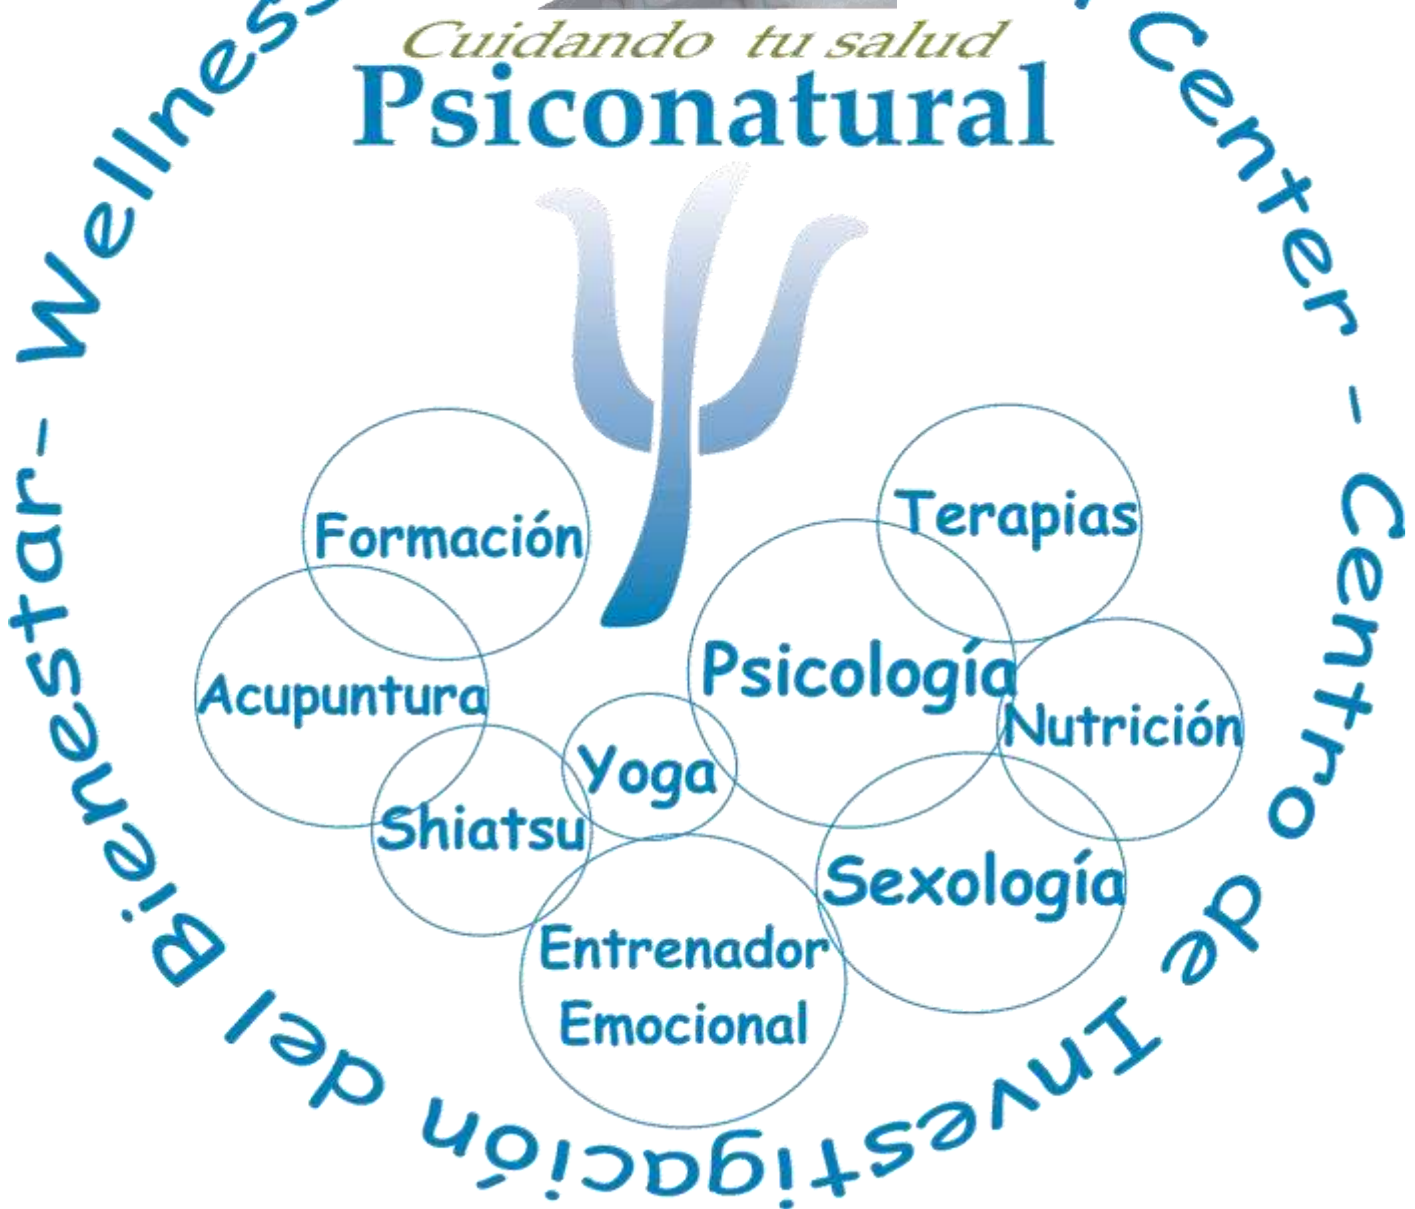 Cuidando tu salud
Psiconatural
Wellness
Center - Centro de Investigación del Bienestar-
Formación
Terapias
Acupuntura
Psicología
Nutrición
Yoga
Shiatsu
Sexología
Entrenador
Emocional